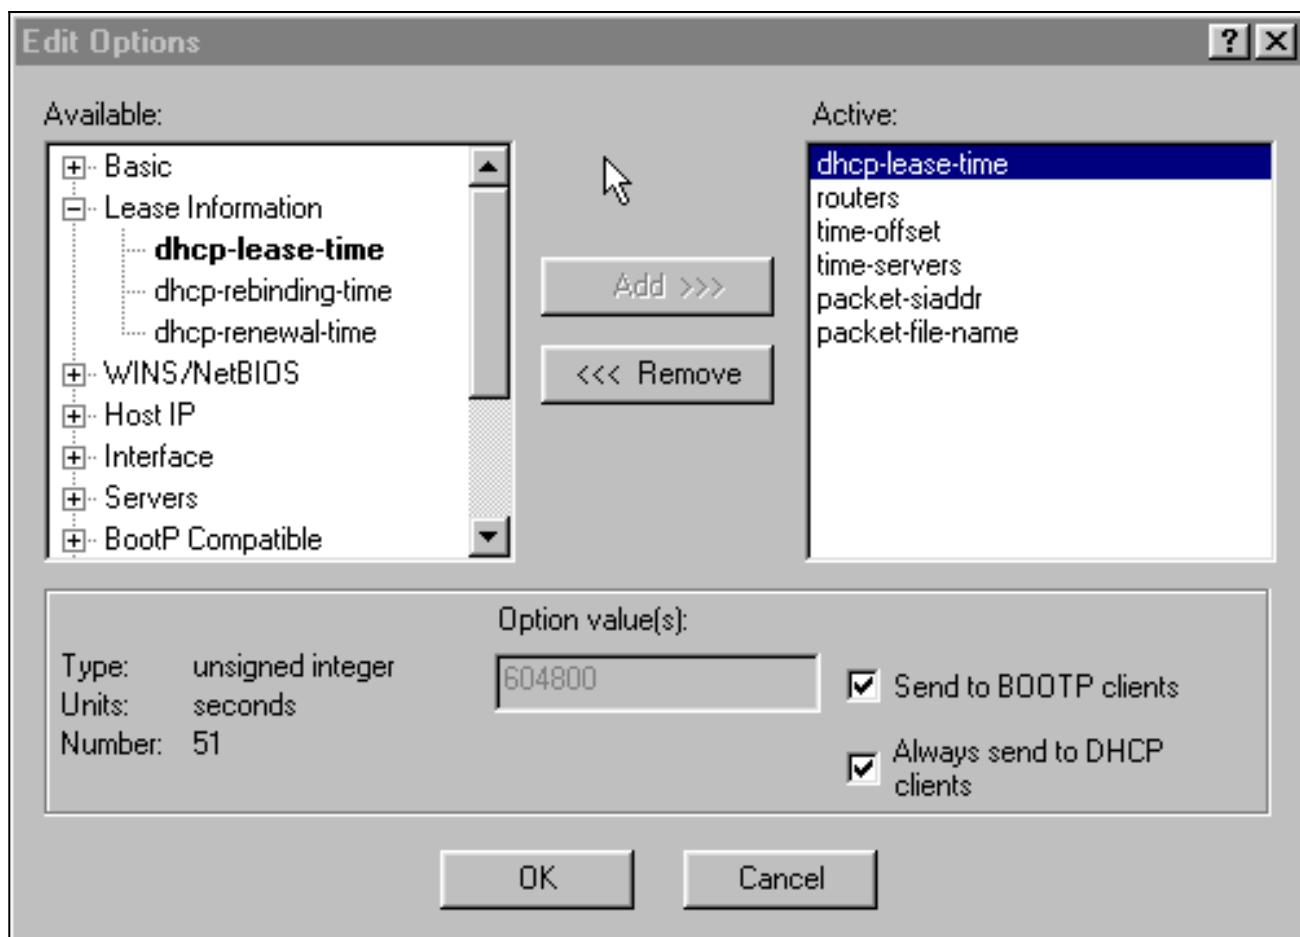 Edit Options
Available:
Basic
Lease Information
dhcp-lease-time
dhcp-rebinding-time
dhcp-renewal-time
WINS/NetBIOS
Host IP
Interface
Servers
BootP Compatible
Add >>>
<<< Remove
Active:
dhcp-lease-time
routers
time-offset
time-servers
packet-siaddr
packet-file-name
Type: unsigned integer
Units: seconds
Number: 51
Option value(s):
604800
Send to BOOTP clients
Always send to DHCP
clients
OK
Cancel